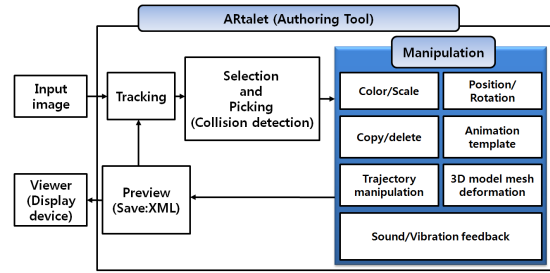 ARtalet (Authoring Tool)
Manipulation
Input
image
Tracking
Selection
and
Picking
(Collision detection)
Color/Scale
Position/
Rotation
Copy/delete
Animation
template
Trajectory
manipulation
3D model mesh
deformation
Sound/Vibration feedback
Viewer
(Display
device)
Preview
(Save:XML)